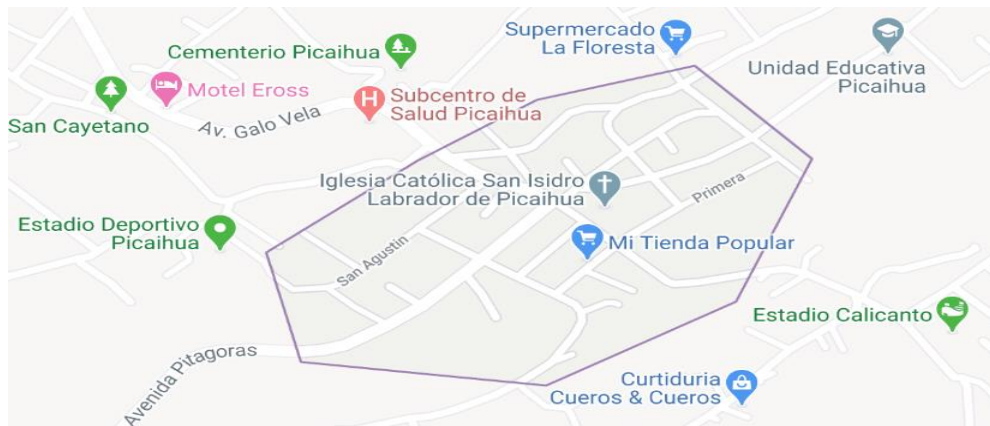 Supermercado
La Floresta
Cementerio Picaihua
Unidad Educativa
Picaihua
Motel Eross
Subcentro de
Salud Picaihua
San Cayetano
Av. Galo Vela
Iglesia Católica San Isidro
Labrador de Picaihua
Primera
Estadio Deportivo
Picaihua
San Agustin
Mi Tienda Popular
Estadio Calicanto
Avenida Pitagoras
Curtiduria
Cueros & Cueros